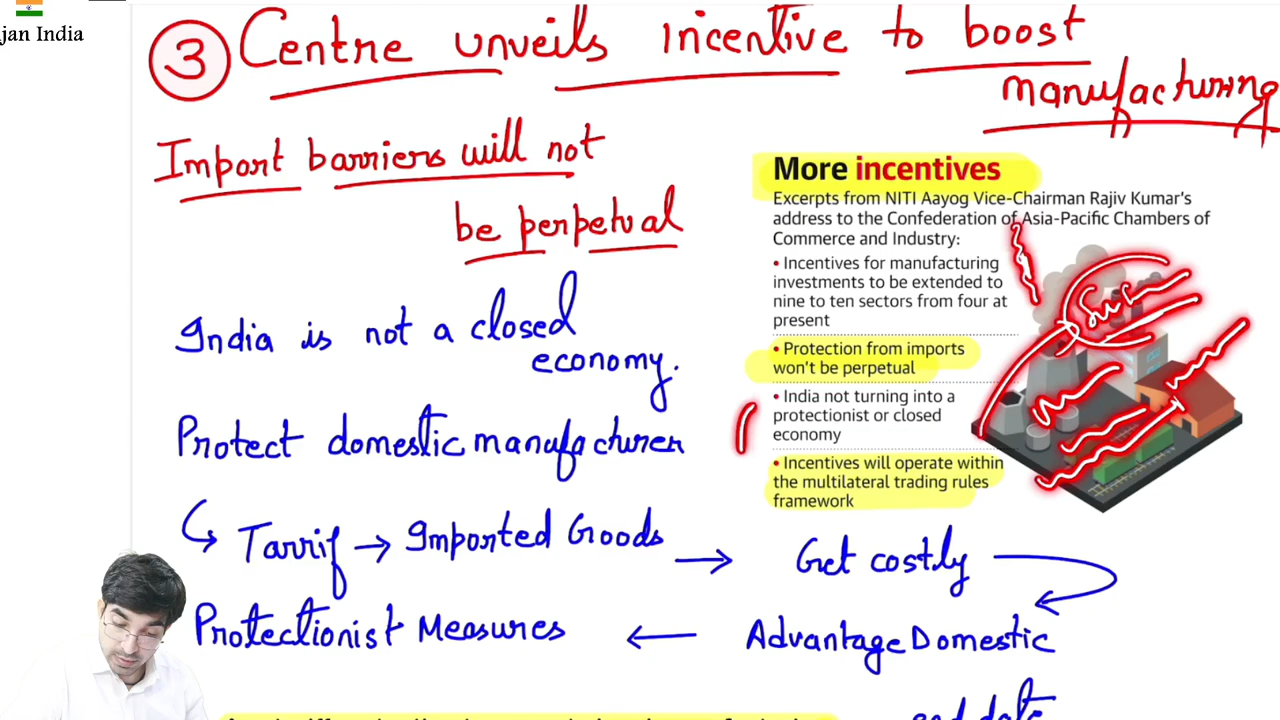 jan India
3 Centre unveils incentive to boost
manufacturing
Import barriers will not
be perpetual
India is not a closed
economy.
Protect domestic manufacturer
Tarrif → Imported Goods → Get costly
Protectionist Measures ← Advantage Domestic
More incentives
Excerpts from NITI Aayog Vice-Chairman Rajiv Kumar's
address to the Confederation of Asia-Pacific Chambers of
Commerce and Industry:
• Incentives for manufacturing
investments to be extended to
nine to ten sectors from four at
present
• Protection from imports
won't be perpetual
• India not turning into a
protectionist or closed
economy
• Incentives will operate within
the multilateral trading rules
framework